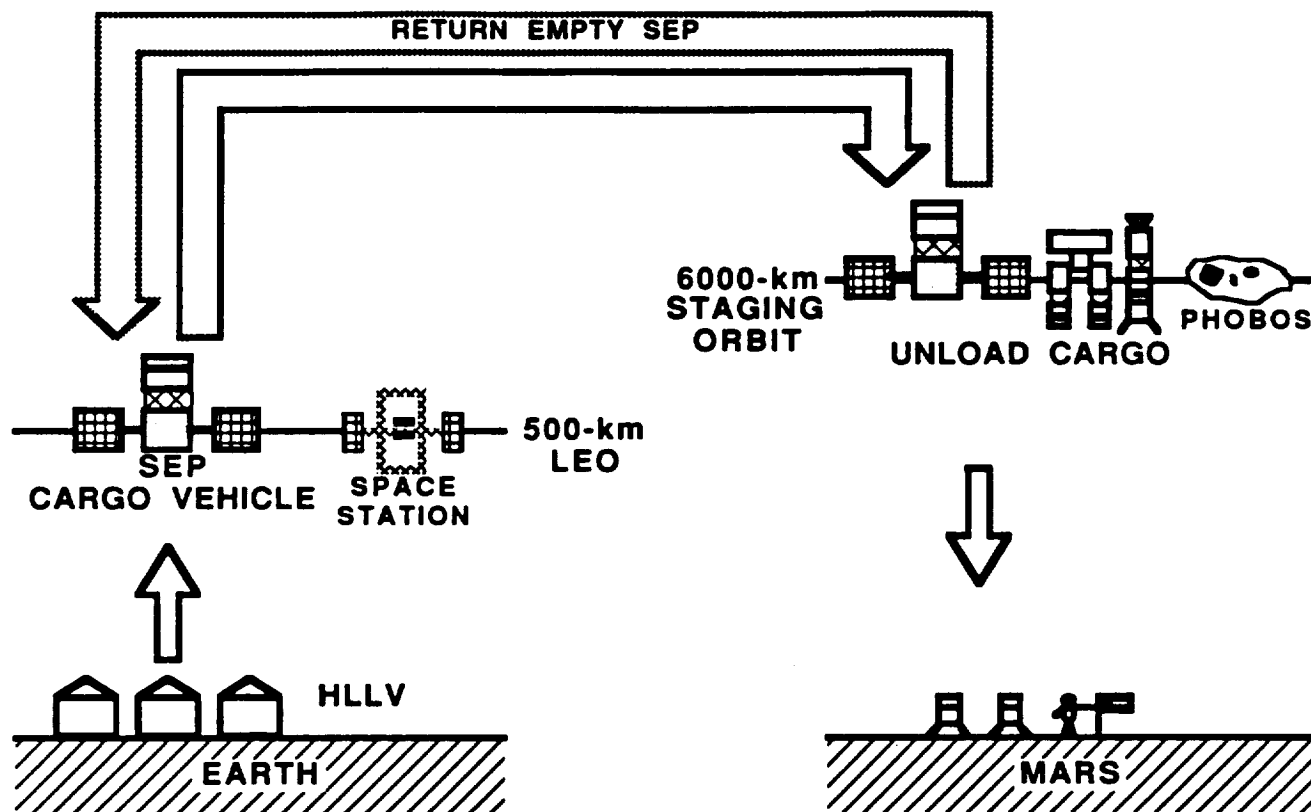 RETURN EMPTY SEP
6000-km
STAGING
ORBIT
PHOBOS
UNLOAD CARGO
500-km
LEO
SEP
CARGO VEHICLE
SPACE
STATION
HLLV
EARTH
MARS